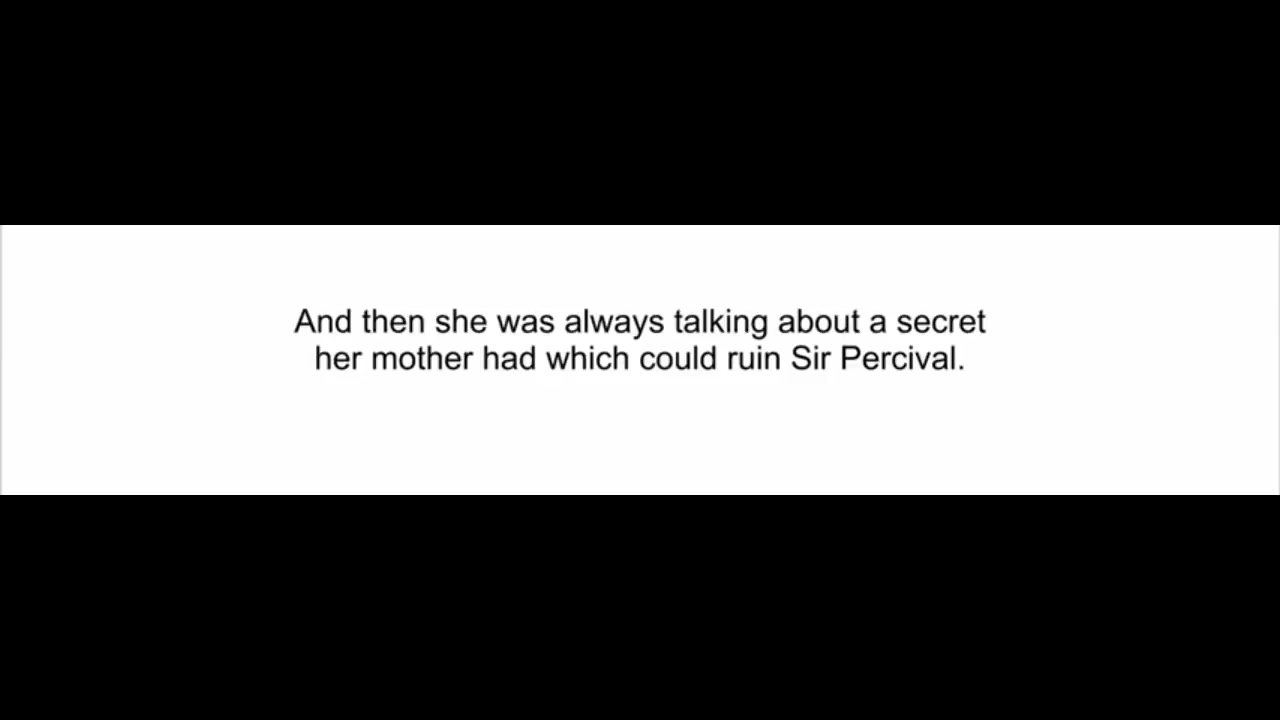 And then she was always talking about a secret
her mother had which could ruin Sir Percival.